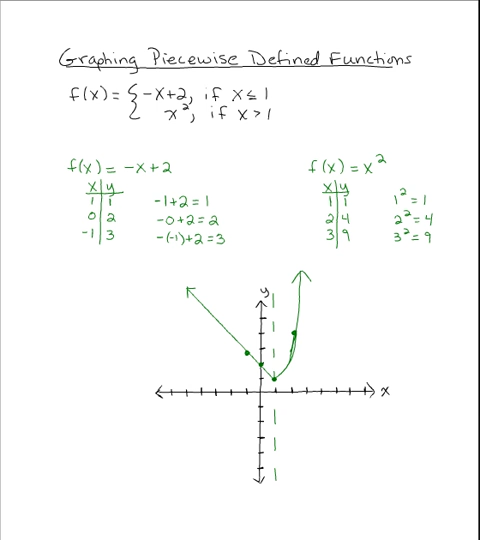 Graphing Piecewise Defined Functions
f(x) = { -x+2, if x ≤ 1
x², if x > 1
f(x) = -x + 2
x | y
1 | 1   -1+2 = 1
0 | 2   -0+2 = 2
-1 | 3   -(-1)+2 = 3
f(x) = x²
x | y
1 | 1   1² = 1
2 | 4   2² = 4
3 | 9   3² = 9
y
x